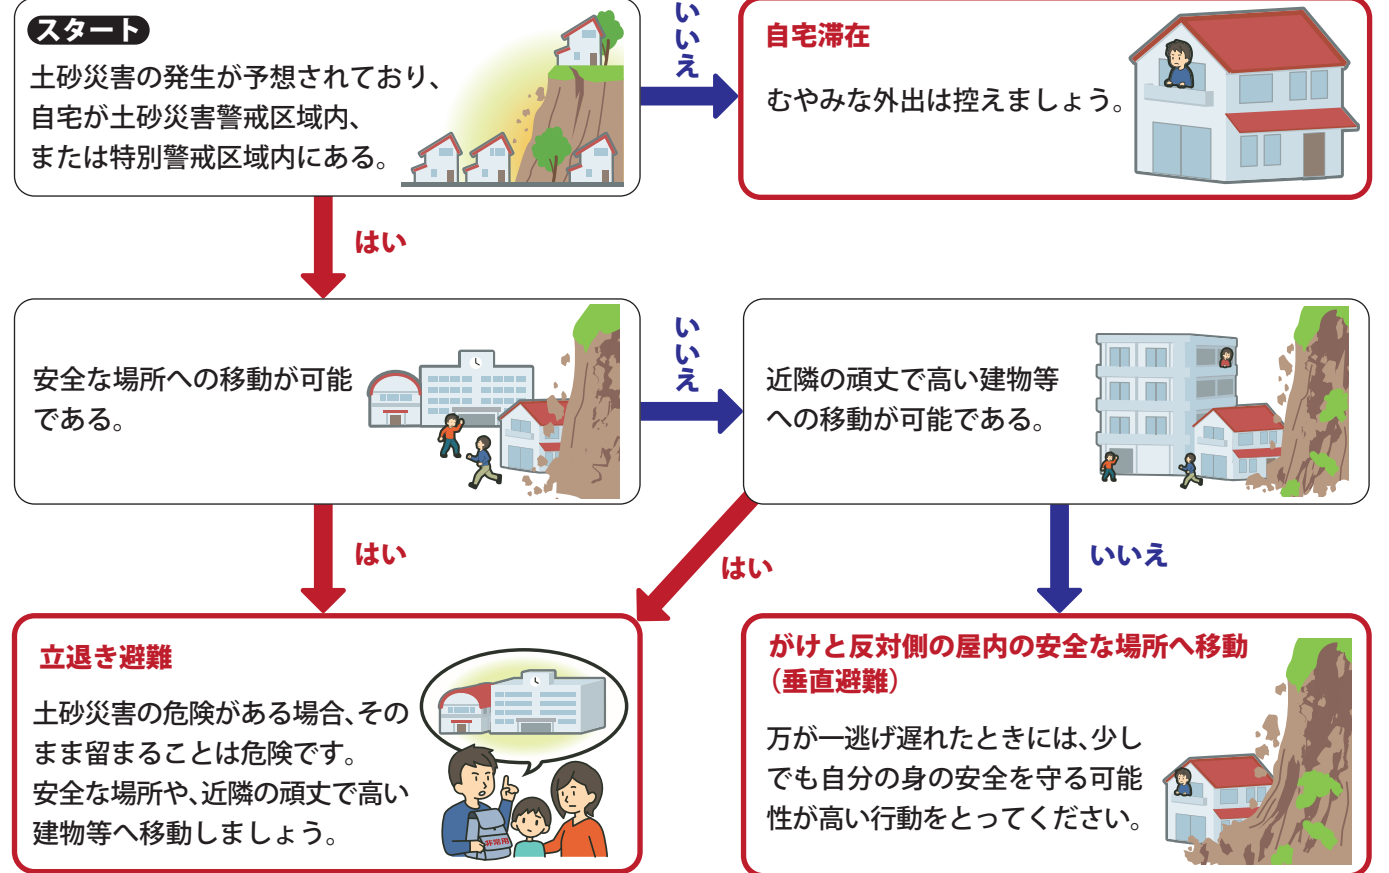 スタート
土砂災害の発生が予想されており、
自宅が土砂災害警戒区域内、
または特別警戒区域内にある。
いいえ
自宅滞在
むやみな外出は控えましょう。
はい
安全な場所への移動が可能
である。
いいえ
近隣の頑丈で高い建物等
への移動が可能である。
はい
はい
いいえ
立退き避難
土砂災害の危険がある場合、その
まま留まることは危険です。
安全な場所や、近隣の頑丈で高い
建物等へ移動しましょう。
非常用
がけと反対側の屋内の安全な場所へ移動
（垂直避難）
万が一逃げ遅れたときには、少し
でも自分の身の安全を守る可能
性が高い行動をとってください。